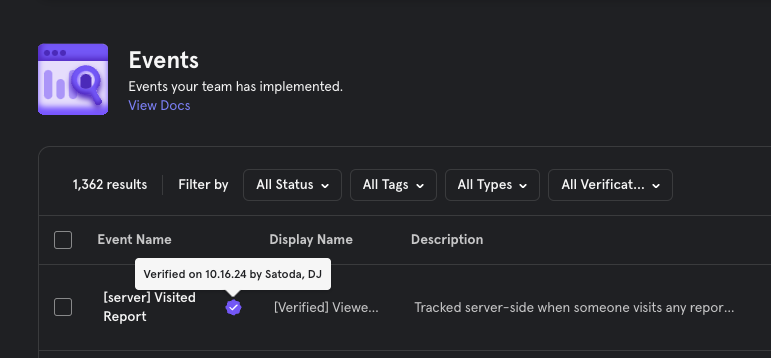 Events
Events your team has implemented.
View Docs
1,362 results Filter by All Status All Tags All Types All Verificat...
Event Name Display Name Description
Verified on 10.16.24 by Satoda, DJ
[server] Visited
Report
[Verified] Viewe... Tracked server-side when someone visits any repor...